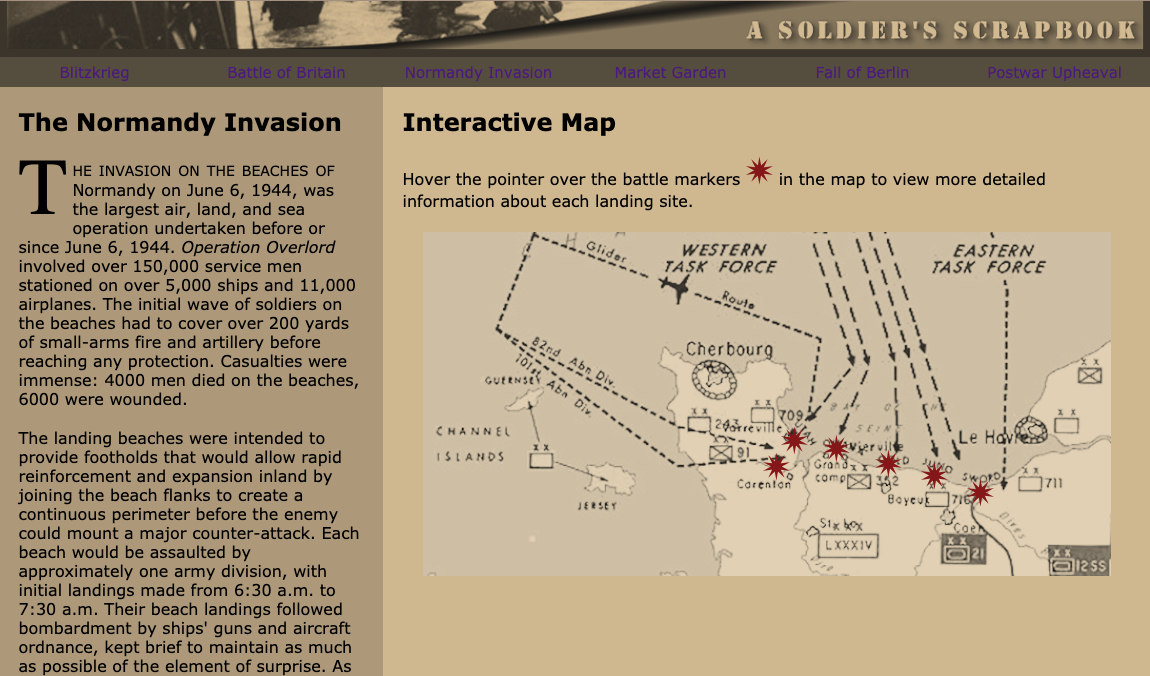 A SOLDIER'S SCRAPBOOK
Blitzkrieg Battle of Britain Normandy Invasion Market Garden Fall of Berlin Postwar Upheaval
The Normandy Invasion
THE INVASION ON THE BEACHES OF
Normandy on June 6, 1944, was
the largest air, land, and sea
operation undertaken before or
since June 6, 1944. Operation Overlord
involved over 150,000 service men
stationed on over 5,000 ships and 11,000
airplanes. The initial wave of soldiers on
the beaches had to cover over 200 yards
of small-arms fire and artillery before
reaching any protection. Casualties were
immense: 4000 men died on the beaches,
6000 were wounded.
The landing beaches were intended to
provide footholds that would allow rapid
reinforcement and expansion inland by
joining the beach flanks to create a
continuous perimeter before the enemy
could mount a major counter-attack. Each
beach would be assaulted by
approximately one army division, with
initial landings made from 6:30 a.m. to
7:30 a.m. Their beach landings followed
bombardment by ships' guns and aircraft
ordnance, kept brief to maintain as much
as possible of the element of surprise. As
Interactive Map
Hover the pointer over the battle markers in the map to view more detailed
information about each landing site.
Glider
Route
WESTERN
TASK FORCE
EASTERN
TASK FORCE
82nd Abn Div.
101st Abn Div.
Cherbourg
GUERNSEY
CHANNEL
ISLANDS
JERSEY
709
243
91
Carenton
Grand
camp
352
BAY OF THE
SEINE
Le Havre
JUNO
SWORD
711
Bayeux
716
Caen
Dives
LXXXIV
21
12SS